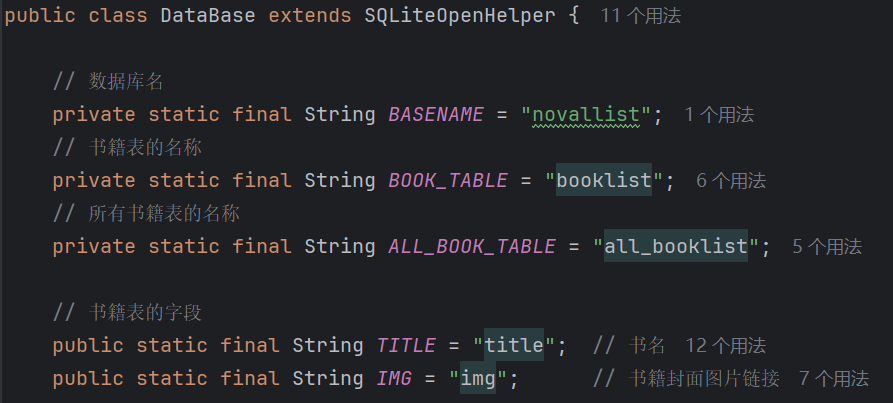 public class DataBase extends SQLiteOpenHelper { 11 个用法
// 数据库名
private static final String BASENAME = "novallist"; 1 个用法
// 书籍表的名称
private static final String BOOK_TABLE = "booklist"; 6 个用法
// 所有书籍表的名称
private static final String ALL_BOOK_TABLE = "all_booklist"; 5 个用法
// 书籍表的字段
public static final String TITLE = "title"; // 书名 12 个用法
public static final String IMG = "img"; // 书籍封面图片链接 7 个用法